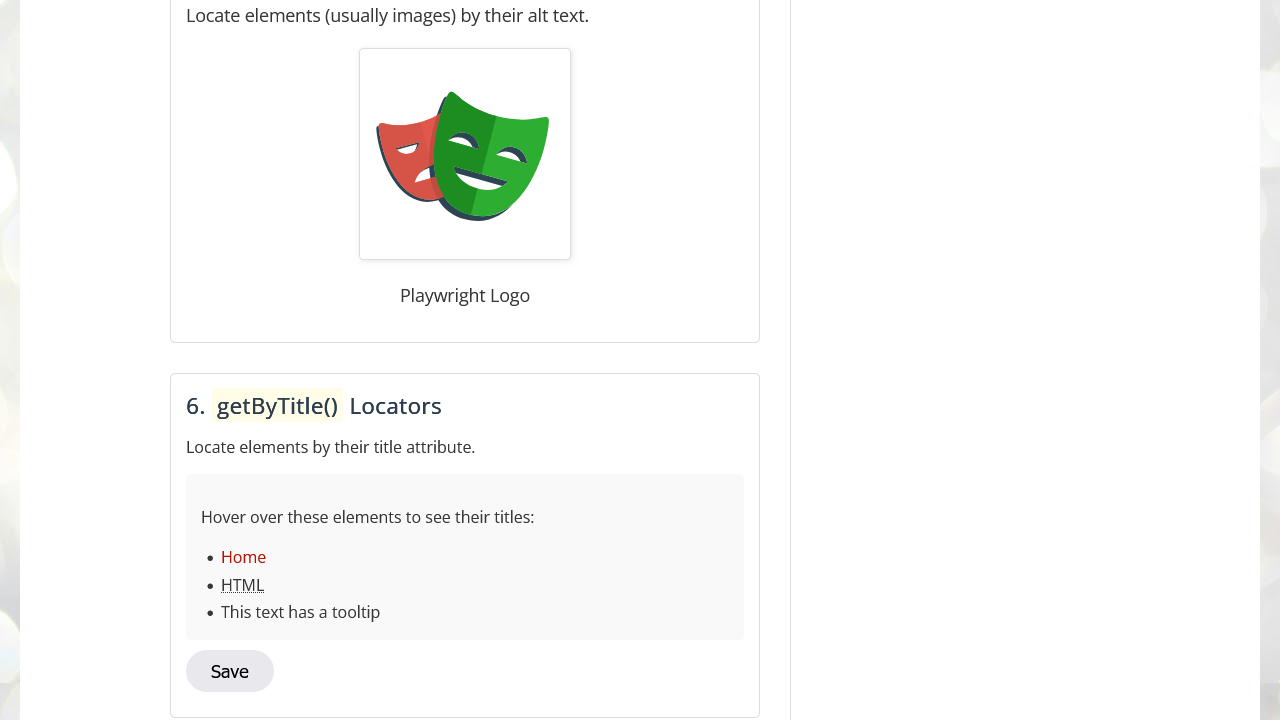 Locate elements (usually images) by their alt text.
Playwright Logo
6. getByTitle() Locators
Locate elements by their title attribute.
Hover over these elements to see their titles:
Home
HTML
This text has a tooltip
Save